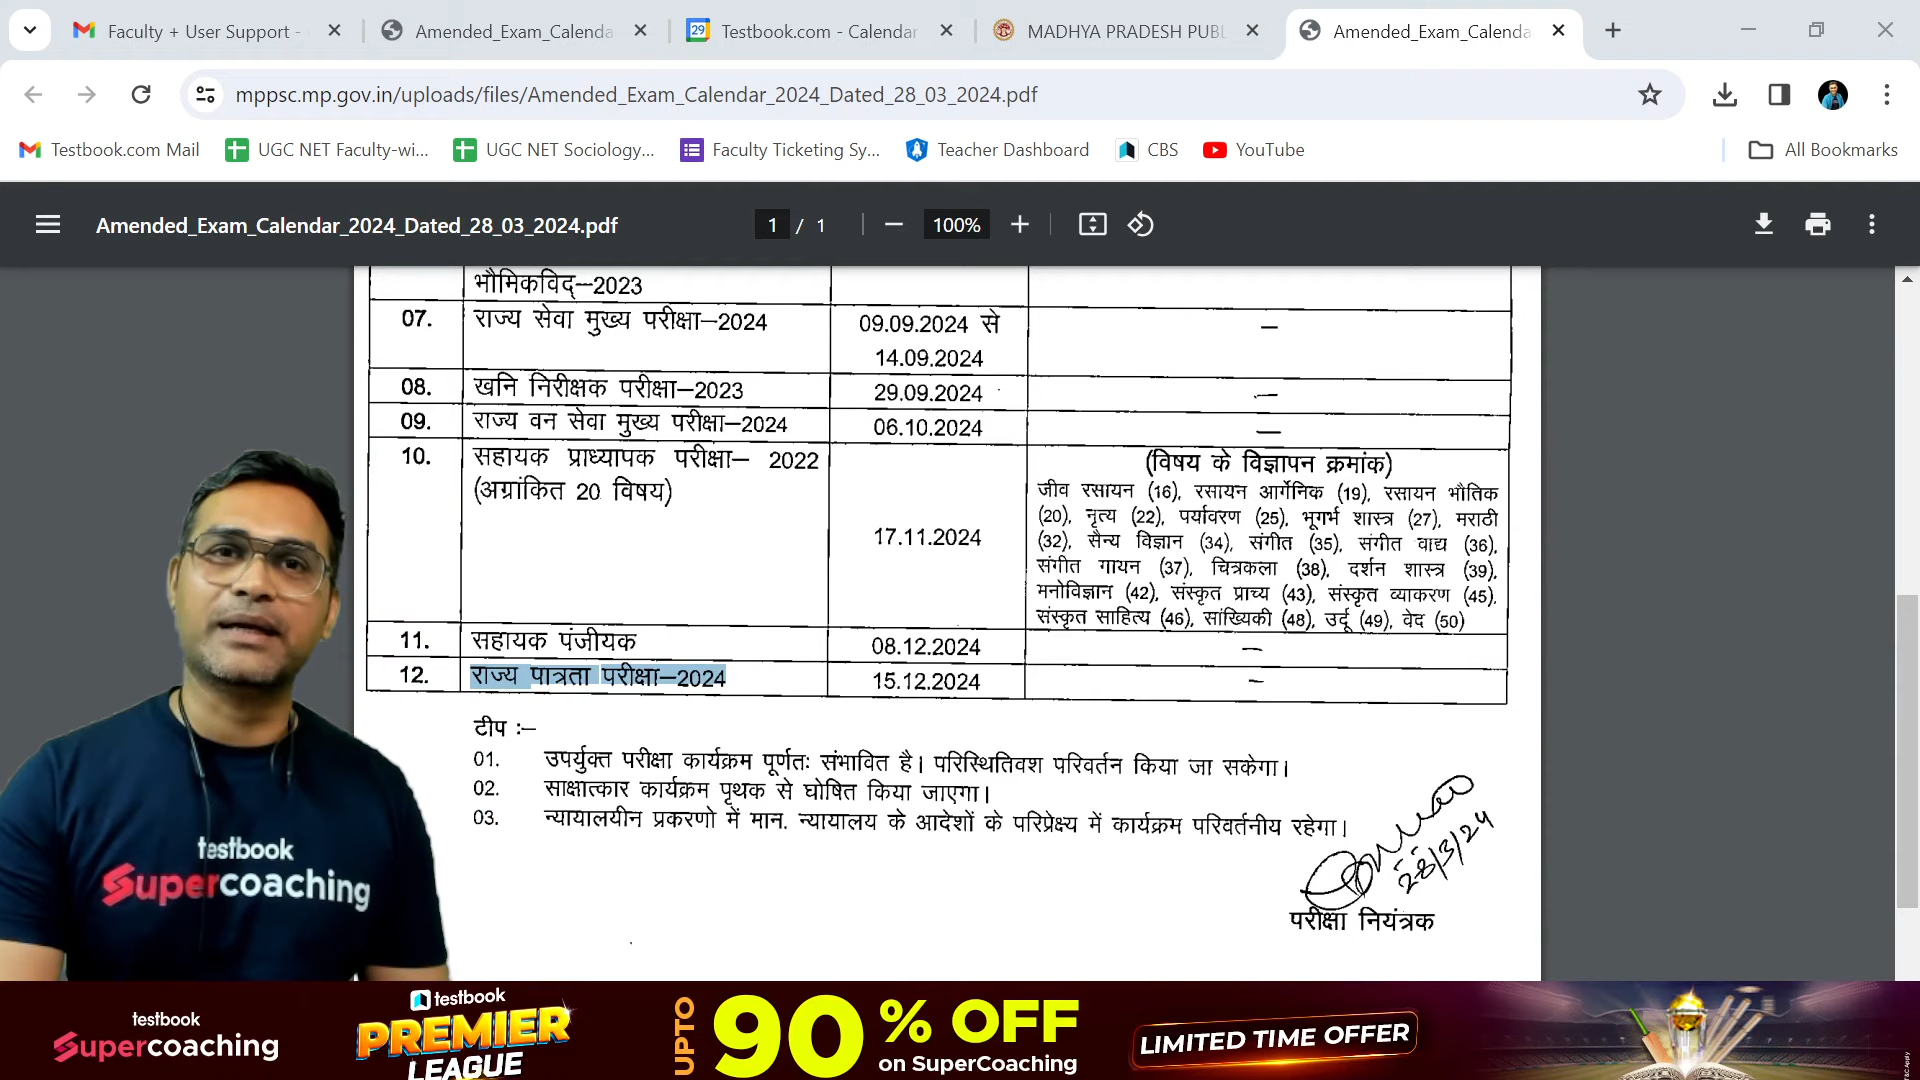 Faculty + User Support -
Amended_Exam_Calenda
29 Testbook.com - Calendar
MADHYA PRADESH PUBL
Amended_Exam_Calenda
mppsc.mp.gov.in/uploads/files/Amended_Exam_Calendar_2024_Dated_28_03_2024.pdf
Testbook.com Mail
UGC NET Faculty-wi...
UGC NET Sociology...
Faculty Ticketing Sy...
Teacher Dashboard
CBS
YouTube
All Bookmarks
Amended_Exam_Calendar_2024_Dated_28_03_2024.pdf
1 / 1
100%
भौमिकविद्–2023
07. राज्य सेवा मुख्य परीक्षा–2024 09.09.2024 से –
14.09.2024
08. खनि निरीक्षक परीक्षा–2023 29.09.2024 –
09. राज्य वन सेवा मुख्य परीक्षा–2024 06.10.2024 –
10. सहायक प्राध्यापक परीक्षा– 2022
(अग्रांकित 20 विषय)
17.11.2024
(विषय के विज्ञापन क्रमांक)
जीव रसायन (16), रसायन आर्गेनिक (19), रसायन भौतिक
(20), नृत्य (22), पर्यावरण (25), भूगर्भ शास्त्र (27), मराठी
(32), सैन्य विज्ञान (34), संगीत (35), संगीत वाद्य (36),
संगीत गायन (37), चित्रकला (38), दर्शन शास्त्र (39),
मनोविज्ञान (42), संस्कृत प्राच्य (43), संस्कृत व्याकरण (45),
संस्कृत साहित्य (46), सांख्यिकी (48), उर्दू (49), वेद (50)
11. सहायक पंजीयक 08.12.2024 –
12. राज्य पात्रता परीक्षा–2024 15.12.2024 –
टीप :–
01. उपर्युक्त परीक्षा कार्यक्रम पूर्णतः संभावित है। परिस्थितिवश परिवर्तन किया जा सकेगा।
02. साक्षात्कार कार्यक्रम पृथक से घोषित किया जाएगा।
03. न्यायालयीन प्रकरणो में मान. न्यायालय के आदेशों के परिप्रेक्ष्य में कार्यक्रम परिवर्तनीय रहेगा।
28/3/24
परीक्षा नियंत्रक
testbook
Supercoaching
testbook
Supercoaching
testbook
PREMIER
LEAGUE
UPTO
90% OFF
on SuperCoaching
LIMITED TIME OFFER